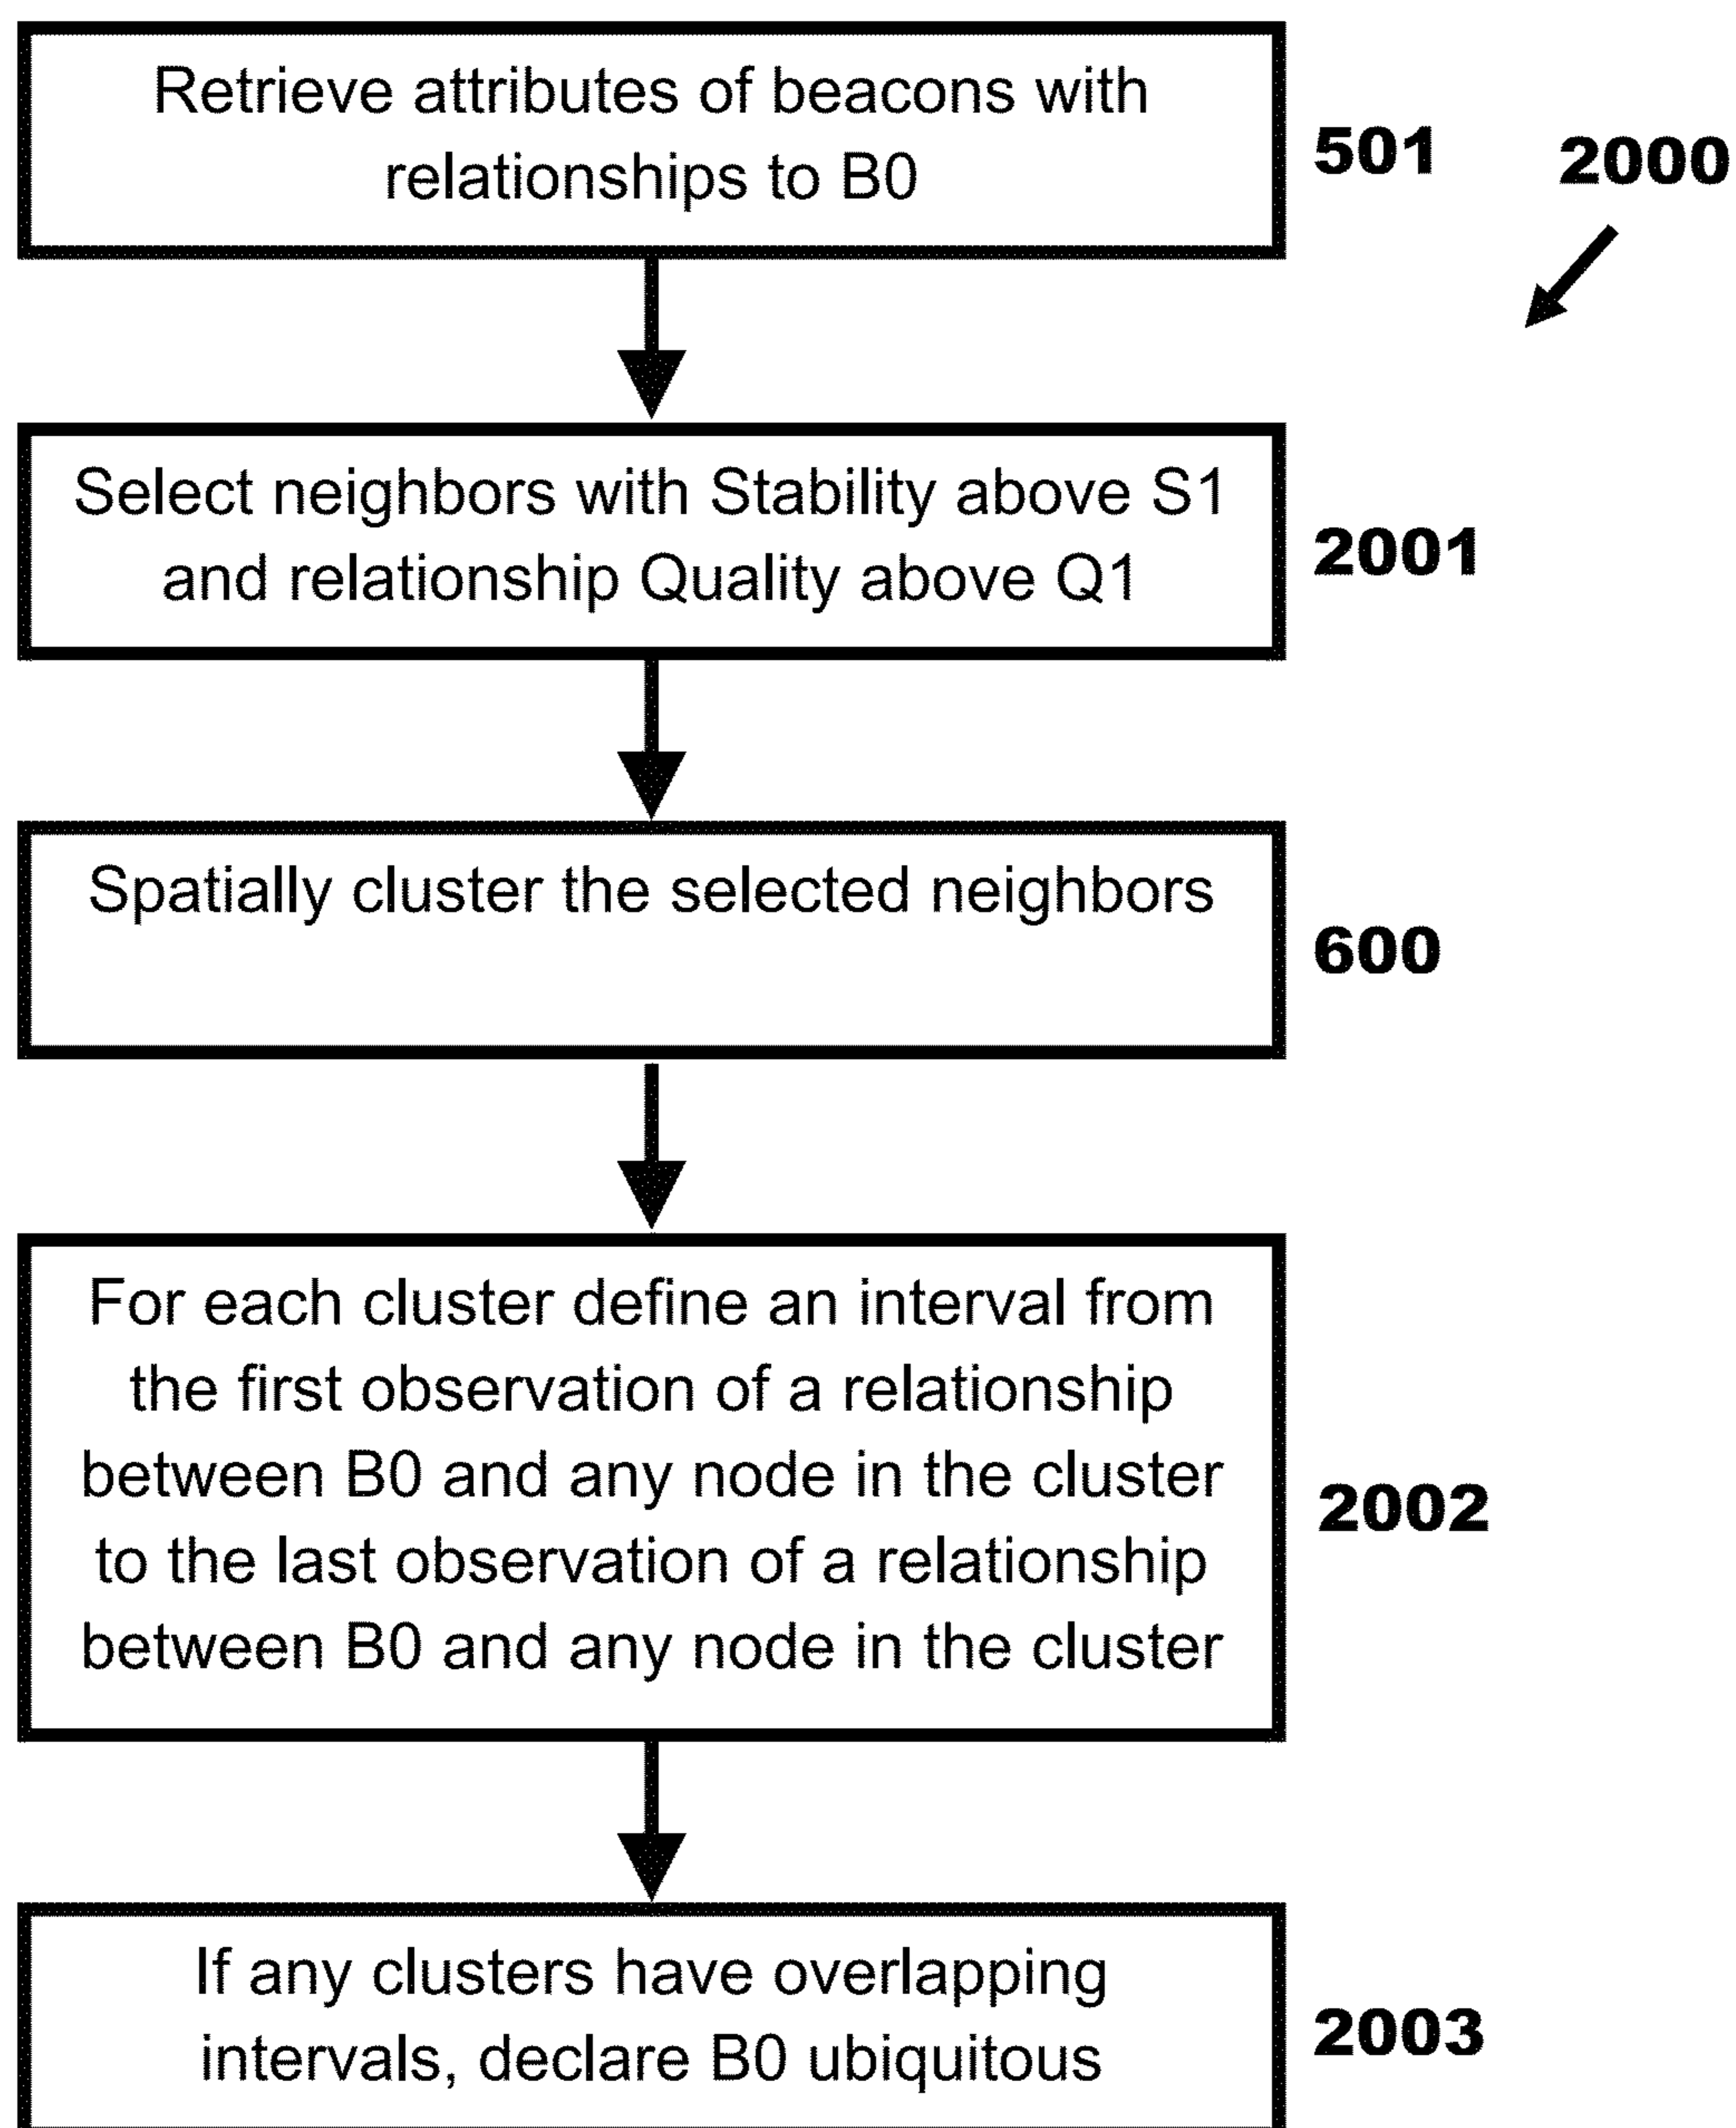 Retrieve attributes of beacons with
relationships to B0
501
2000
Select neighbors with Stability above S1
and relationship Quality above Q1
2001
Spatially cluster the selected neighbors
600
For each cluster define an interval from
the first observation of a relationship
between B0 and any node in the cluster
to the last observation of a relationship
between B0 and any node in the cluster
2002
If any clusters have overlapping
intervals, declare B0 ubiquitous
2003